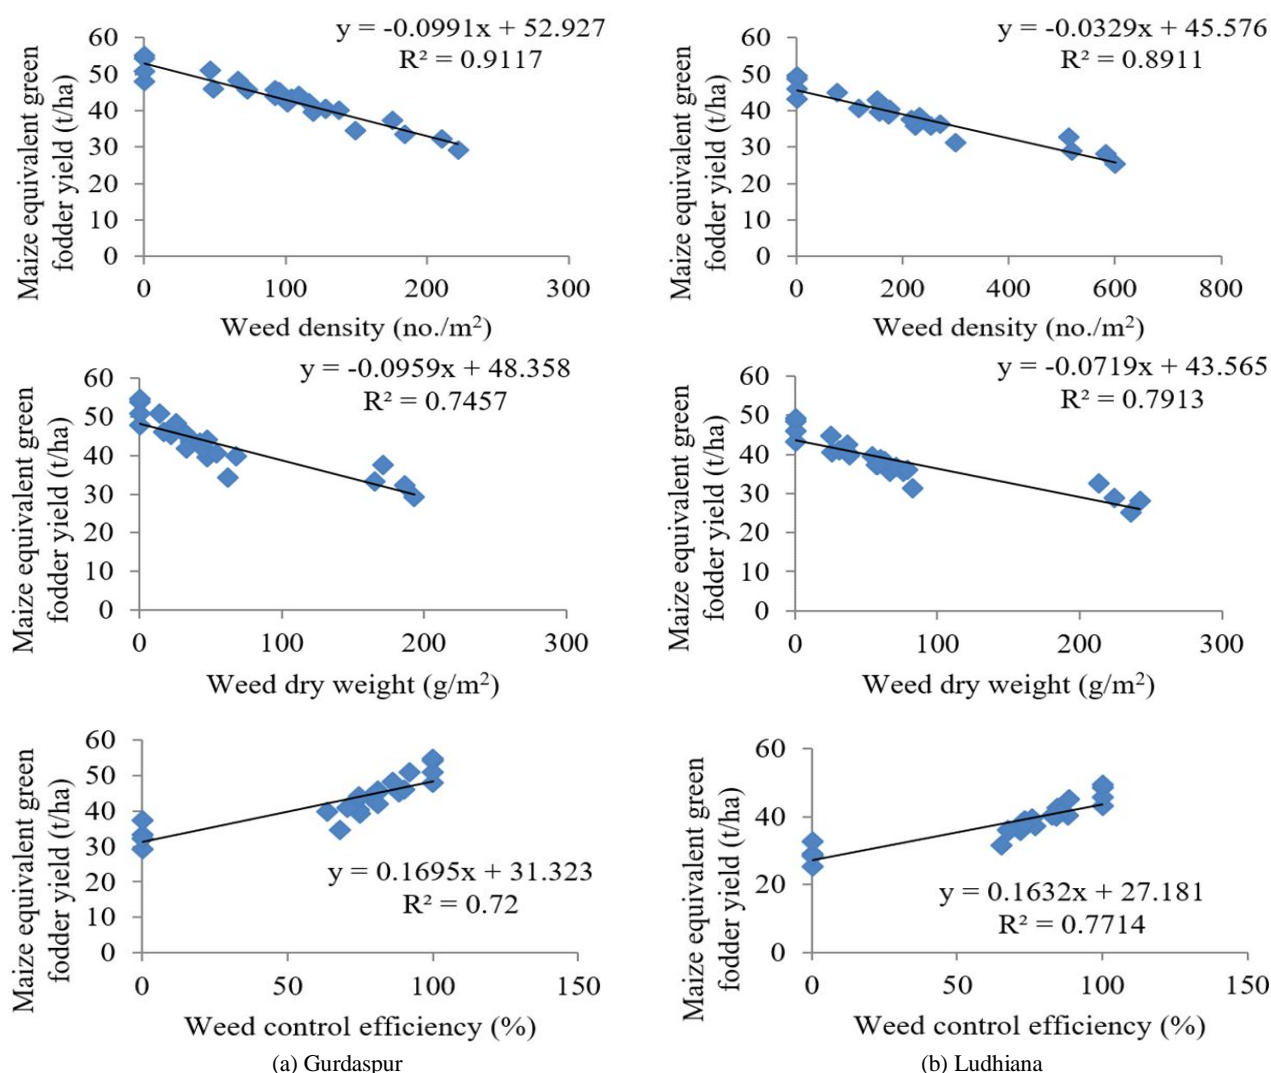 y = -0.0991x + 52.927
R² = 0.9117
Maize equivalent green
fodder yield (t/ha)
60
50
40
30
20
10
0
0 100 200 300
Weed density (no./m²)
y = -0.0329x + 45.576
R² = 0.8911
Maize equivalent green
fodder yield (t/ha)
60
50
40
30
20
10
0
0 200 400 600 800
Weed density (no./m²)
y = -0.0959x + 48.358
R² = 0.7457
Maize equivalent green
fodder yield (t/ha)
60
50
40
30
20
10
0
0 100 200 300
Weed dry weight (g/m²)
y = -0.0719x + 43.565
R² = 0.7913
Maize equivalent green
fodder yield (t/ha)
60
50
40
30
20
10
0
0 100 200 300
Weed dry weight (g/m²)
Maize equivalent green
fodder yield (t/ha)
60
50
40
30
20
10
0
y = 0.1695x + 31.323
R² = 0.72
0 50 100 150
Weed control efficiency (%)
(a) Gurdaspur
Maize equivalent green
fodder yield (t/ha)
60
40
20
0
y = 0.1632x + 27.181
R² = 0.7714
0 50 100 150
Weed control efficiency (%)
(b) Ludhiana